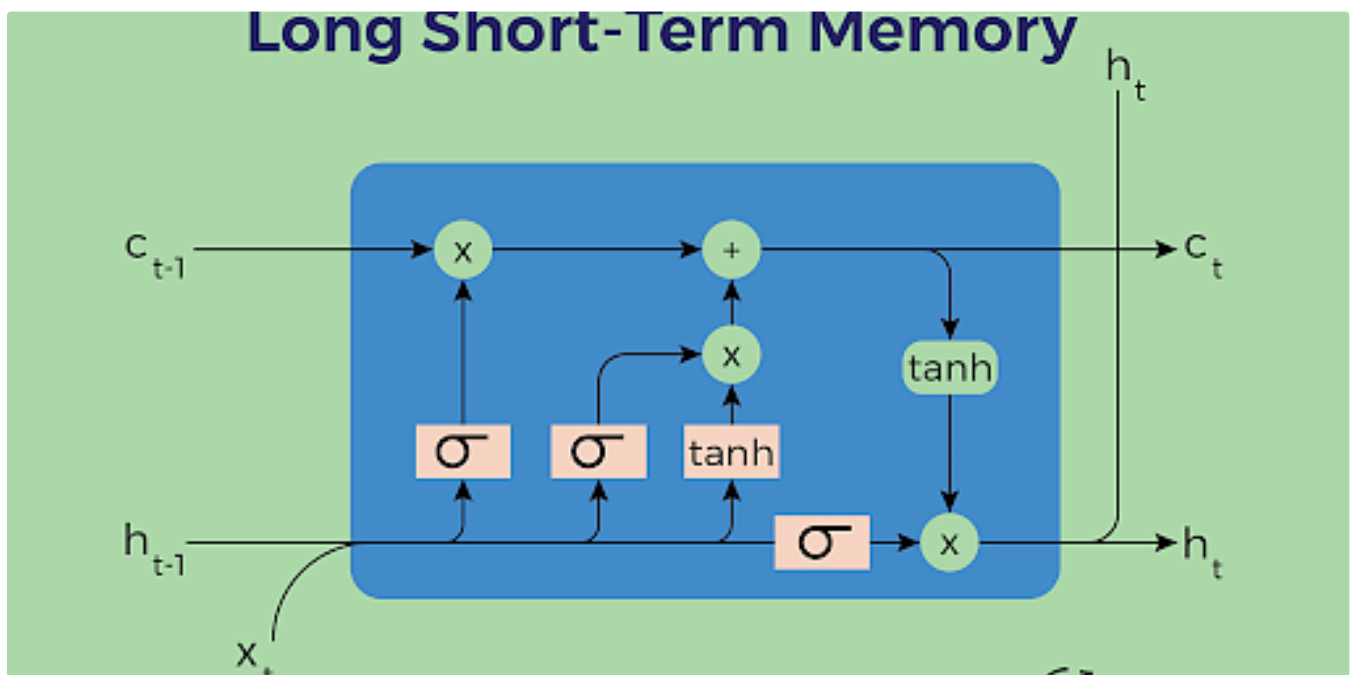 Long Short-Term Memory
h t
c t-1
x
+
c t
x
tanh
σ
σ
tanh
h t-1
σ
x
h t
x t